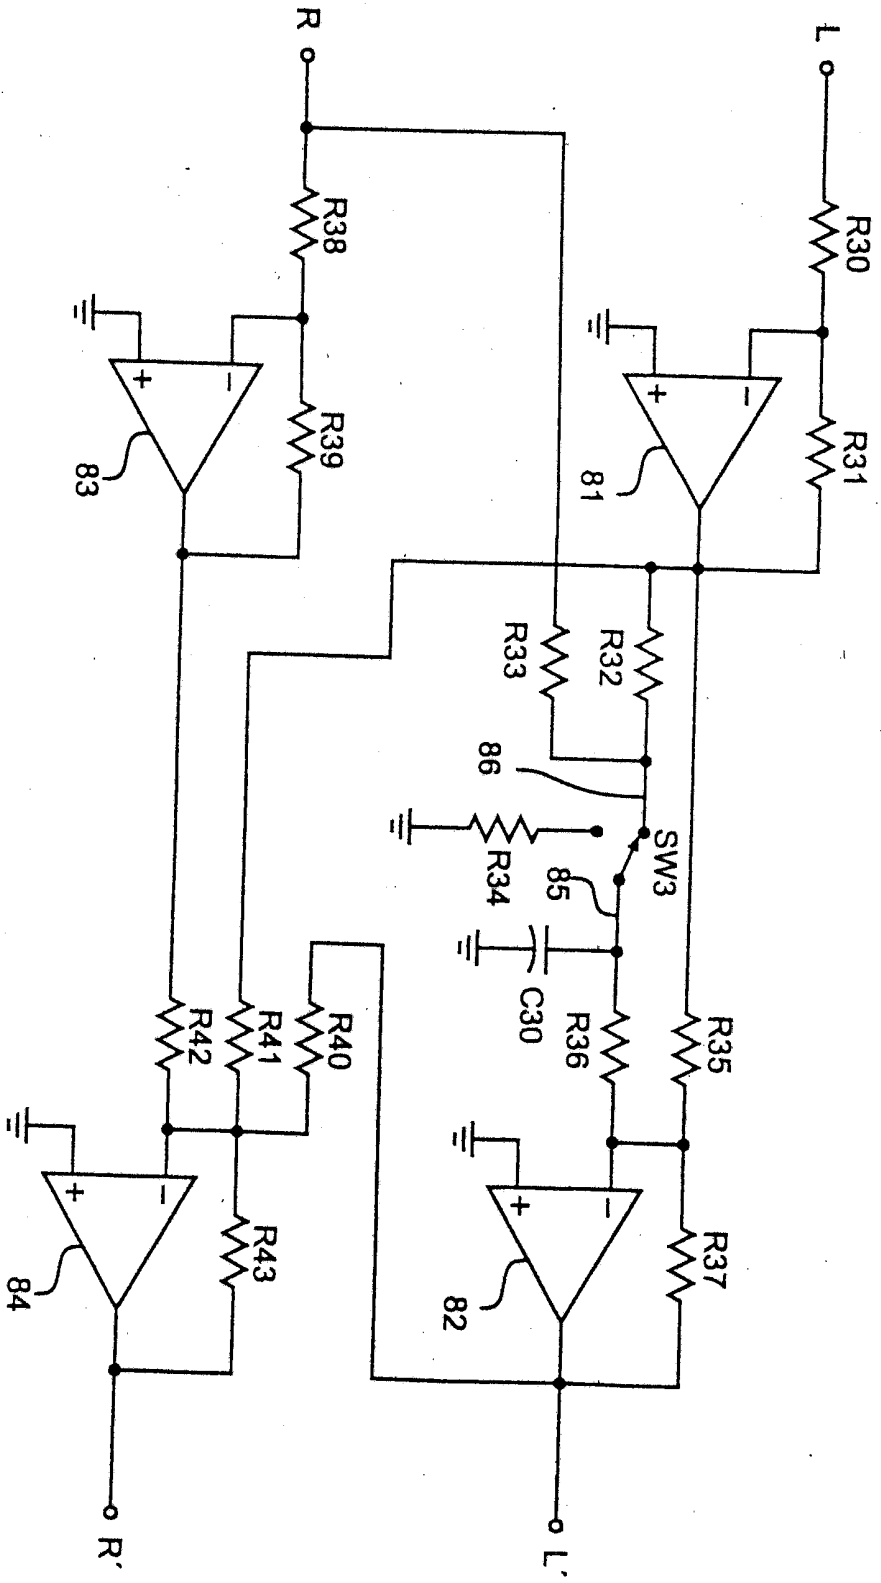 L
R30
R31
−
+
81
R32
R33
86
SW3
85
R34
C30
R35
R36
R37
−
+
82
L'
R
R38
R39
−
+
83
R40
R41
R42
R43
−
+
84
R'